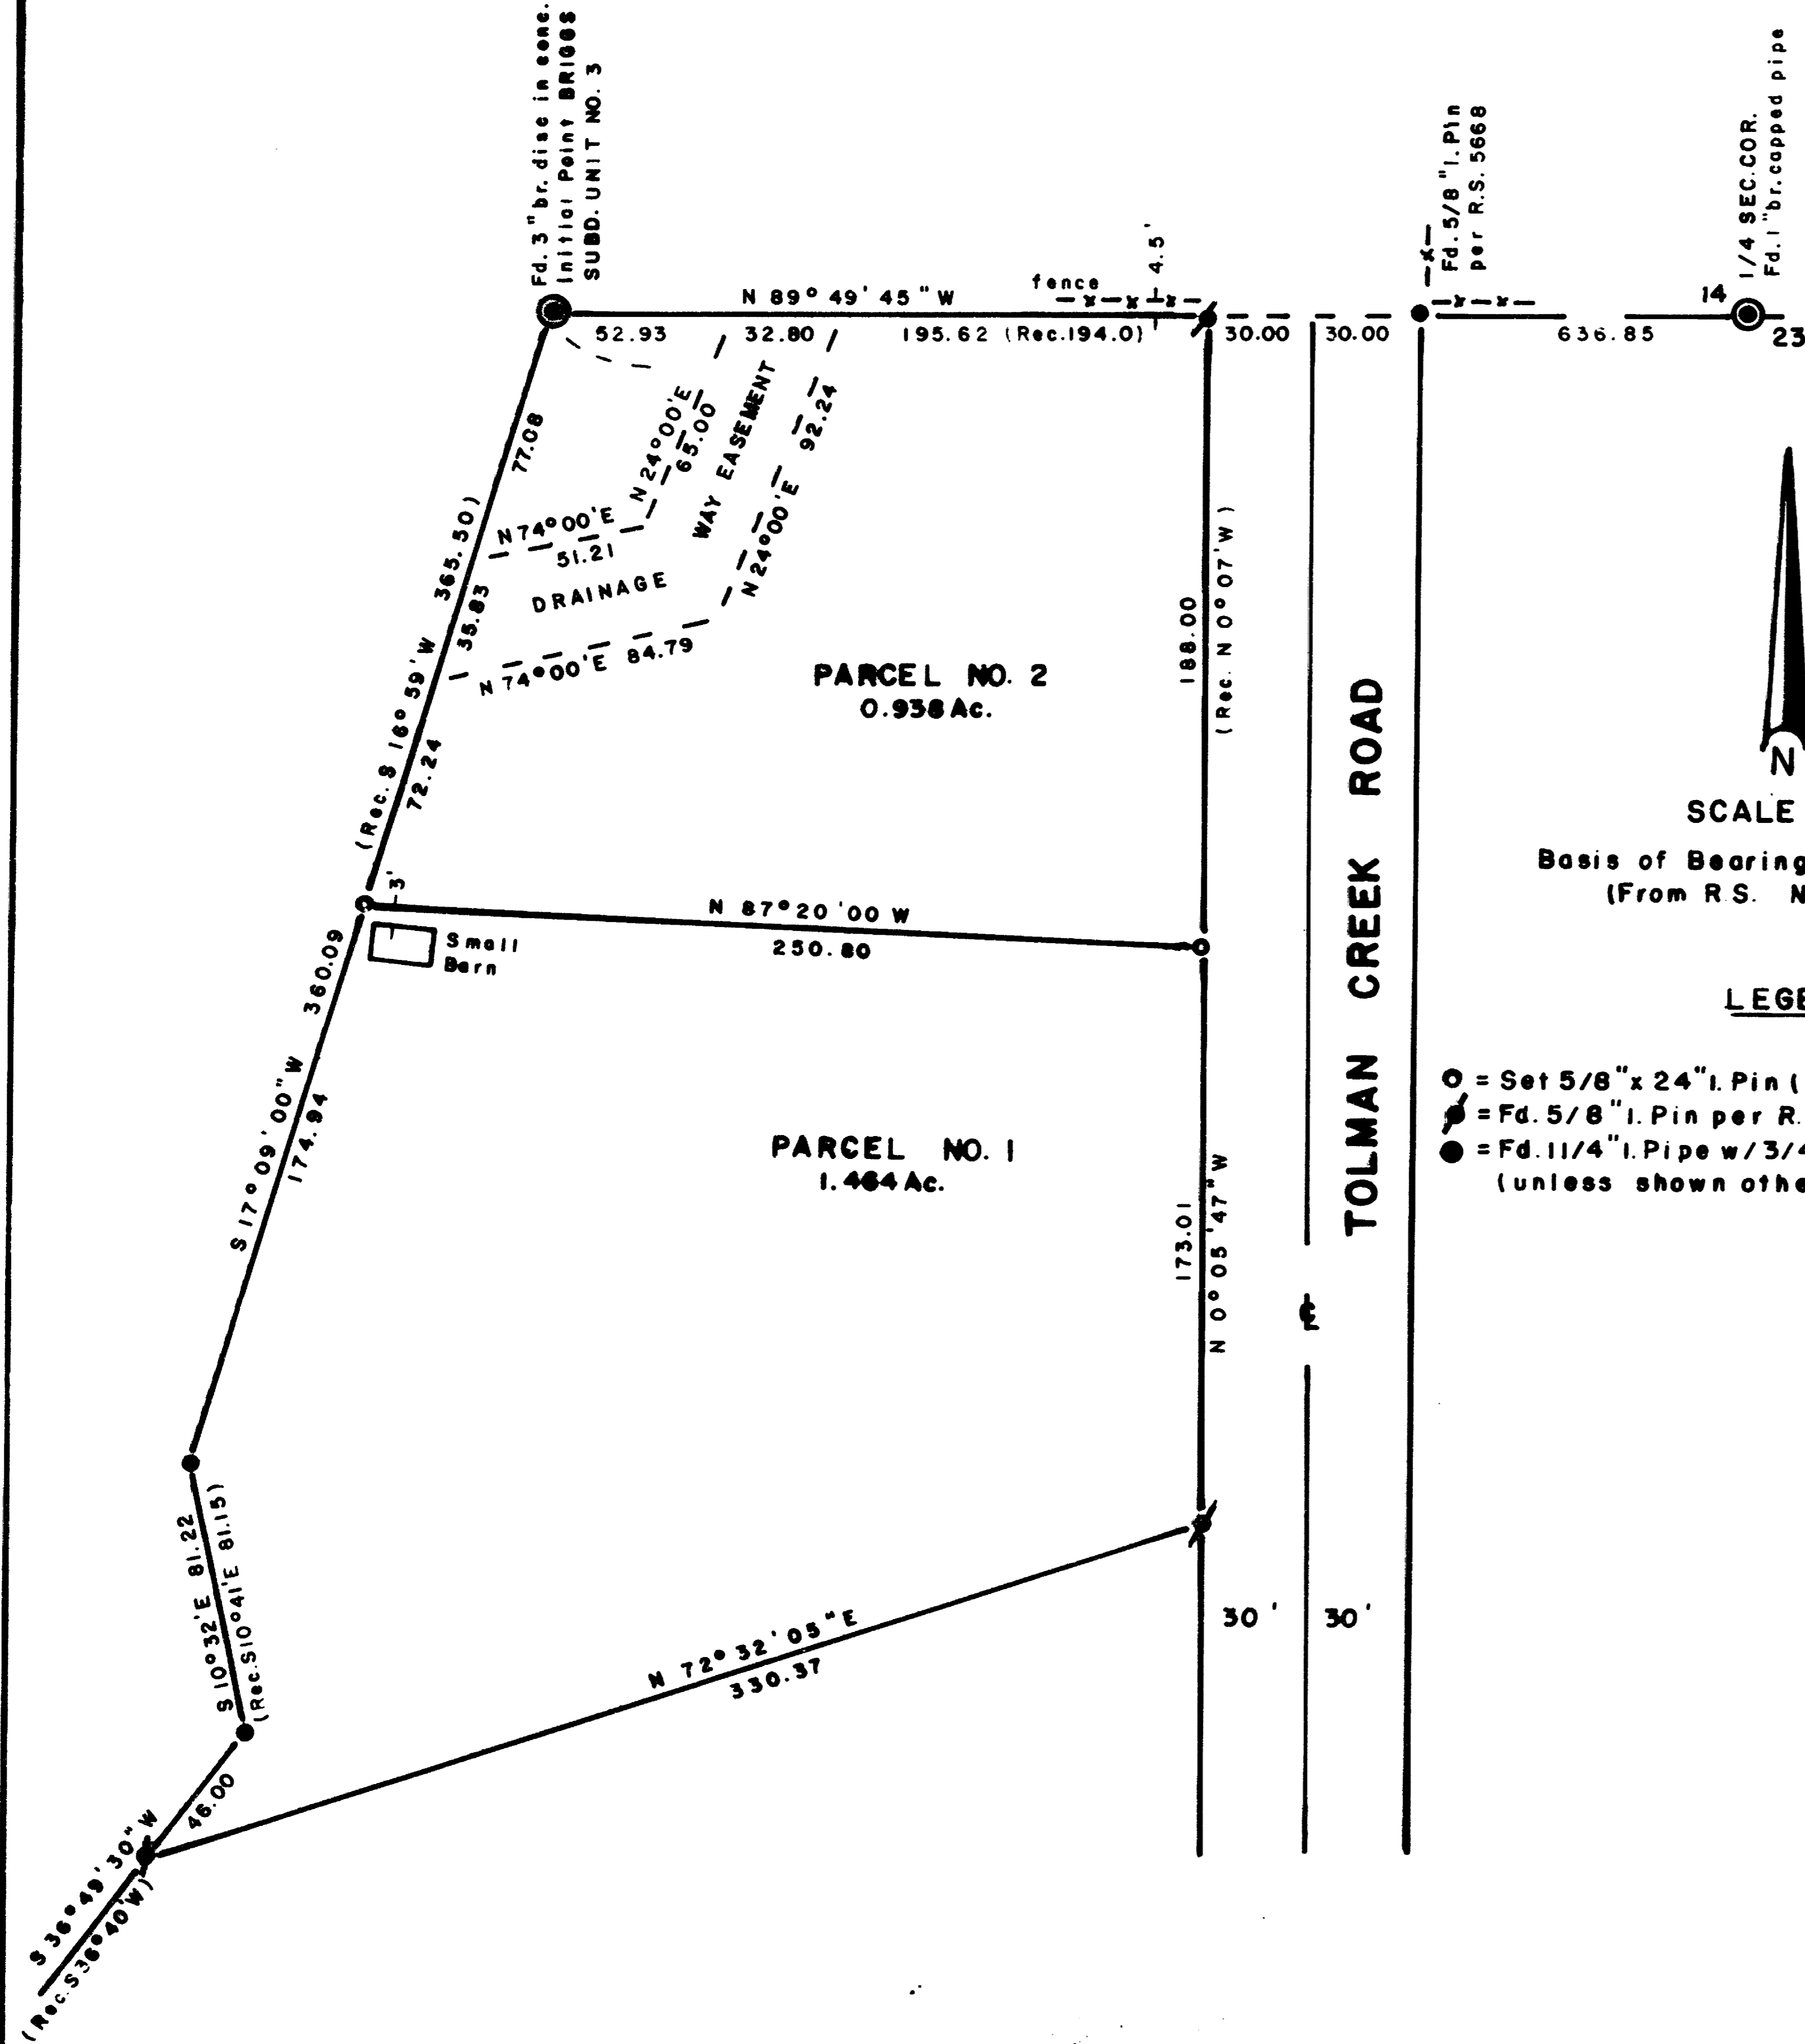 Fd. 3" br. disc in conc.
Initial Point BRIGGS
SUBD. UNIT NO. 3
Fd. 5/8" I. Pin
per R.S. 5668
1/4 SEC. COR.
Fd. 1" br. capped pipe
N 89° 49' 45" W
fence
4.5'
14
23
52.93
32.80
195.62 (Rec. 194.0)
30.00
30.00
636.85
77.08
N 24° 00' E
65.00
WAY EASEMENT
N 24° 00' E 92.24
N 74° 00' E
51.21
DRAINAGE
N 74° 00' E 84.79
(Rec. S 16° 59' W 365.50)
35.83
72.24
188.00
(Rec. N 0° 07' W)
PARCEL NO. 2
0.938 Ac.
N
SCALE
Basis of Bearing
(From R.S. N
3'
N 87° 20' 00 W
250.80
Small
Barn
S 17° 09' 00" W 360.09
174.94
TOLMAN CREEK ROAD
LEGE
= Set 5/8" x 24" I. Pin (
= Fd. 5/8" I. Pin per R.
= Fd. 1 1/4" I. Pipe w/ 3/4
(unless shown othe
PARCEL NO. 1
1.464 Ac.
173.01
N 0° 05' 47" W
S 10° 32' E 81.22
(Rec. S 10° 41' E 81.15)
N 72° 32' 05" E
330.37
30'
30'
46.00
S 36° 49' 30" W
(Rec. S 36° 40' W)